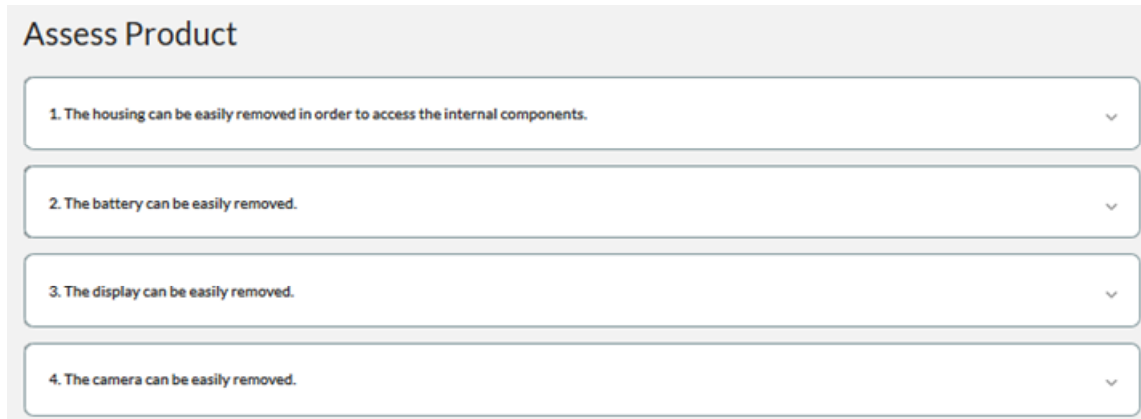 Assess Product
1. The housing can be easily removed in order to access the internal components.
2. The battery can be easily removed.
3. The display can be easily removed.
4. The camera can be easily removed.